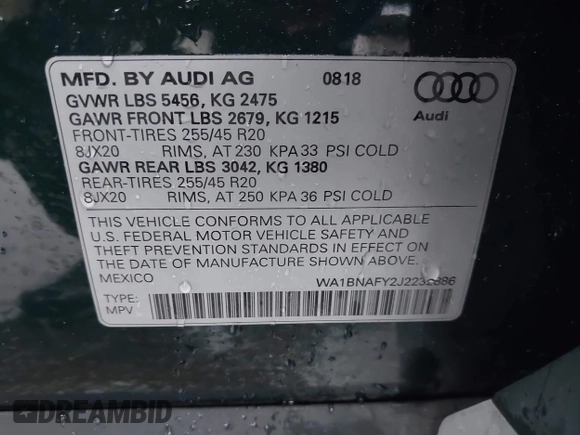 MFD. BY AUDI AG 0818
GVWR LBS 5456, KG 2475
GAWR FRONT LBS 2679, KG 1215
FRONT-TIRES 255/45 R20
8JX20 RIMS, AT 230 KPA 33 PSI COLD
GAWR REAR LBS 3042, KG 1380
REAR-TIRES 255/45 R20
8JX20 RIMS, AT 250 KPA 36 PSI COLD
Audi
THIS VEHICLE CONFORMS TO ALL APPLICABLE
U.S. FEDERAL MOTOR VEHICLE SAFETY AND
THEFT PREVENTION STANDARDS IN EFFECT ON
THE DATE OF MANUFACTURE SHOWN ABOVE.
MEXICO
TYPE:
MPV
DREAMBID